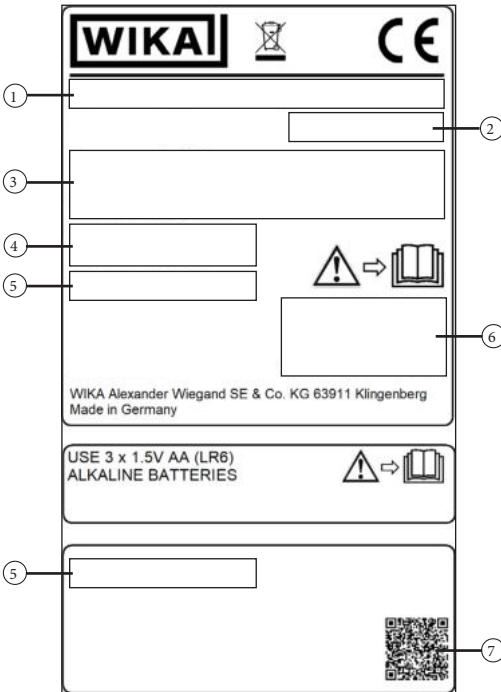 WIKAI
CE
1
2
3
4
5
6
WIKA Alexander Wiegand SE & Co. KG 63911 Klingenberg
Made in Germany
USE 3 x 1.5V AA (LR6)
ALKALINE BATTERIES
5
7